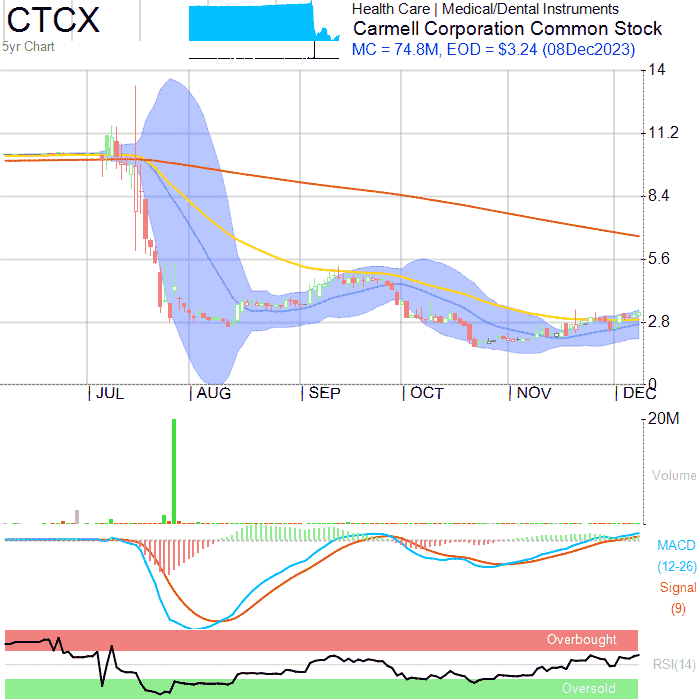 CTCX
5yr Chart
Health Care | Medical/Dental Instruments
Carmell Corporation Common Stock
MC = 74.8M, EOD = $3.24 (08Dec2023)
14
11.2
8.4
5.6
2.8
0
JUL AUG SEP OCT NOV DEC
20M
Volume
MACD
(12-26)
Signal
(9)
Overbought
RSI(14)
Oversold